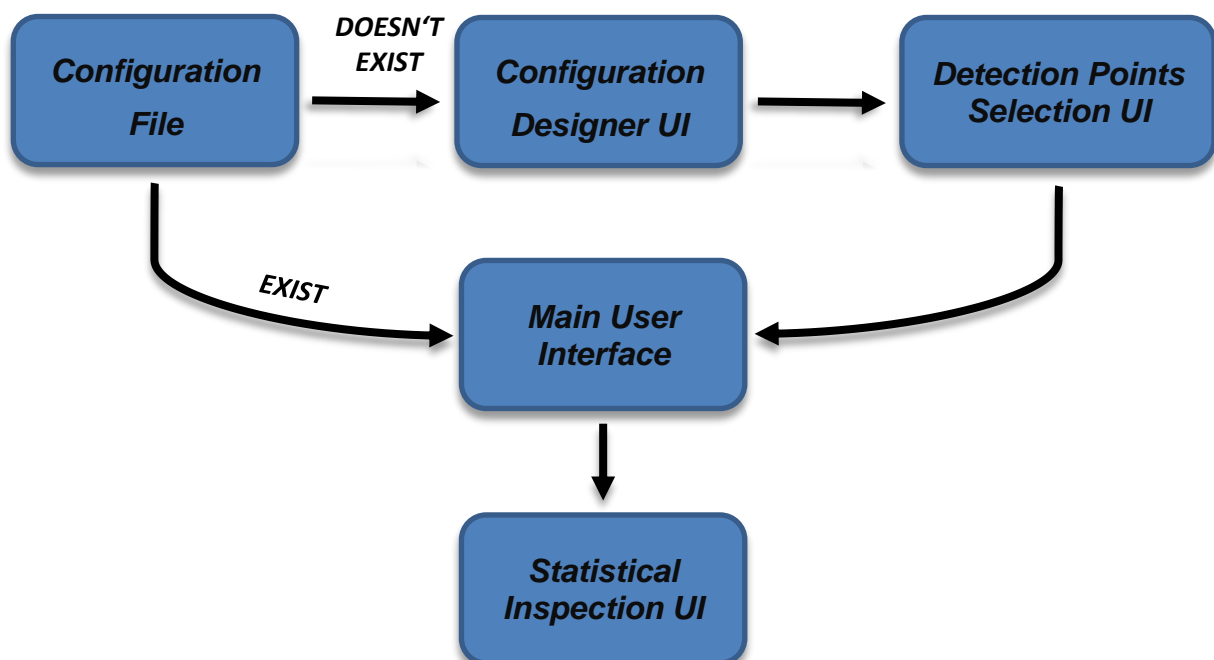 Configuration
File
DOESN‘T
EXIST
Configuration
Designer UI
Detection Points
Selection UI
EXIST
Main User
Interface
Statistical
Inspection UI